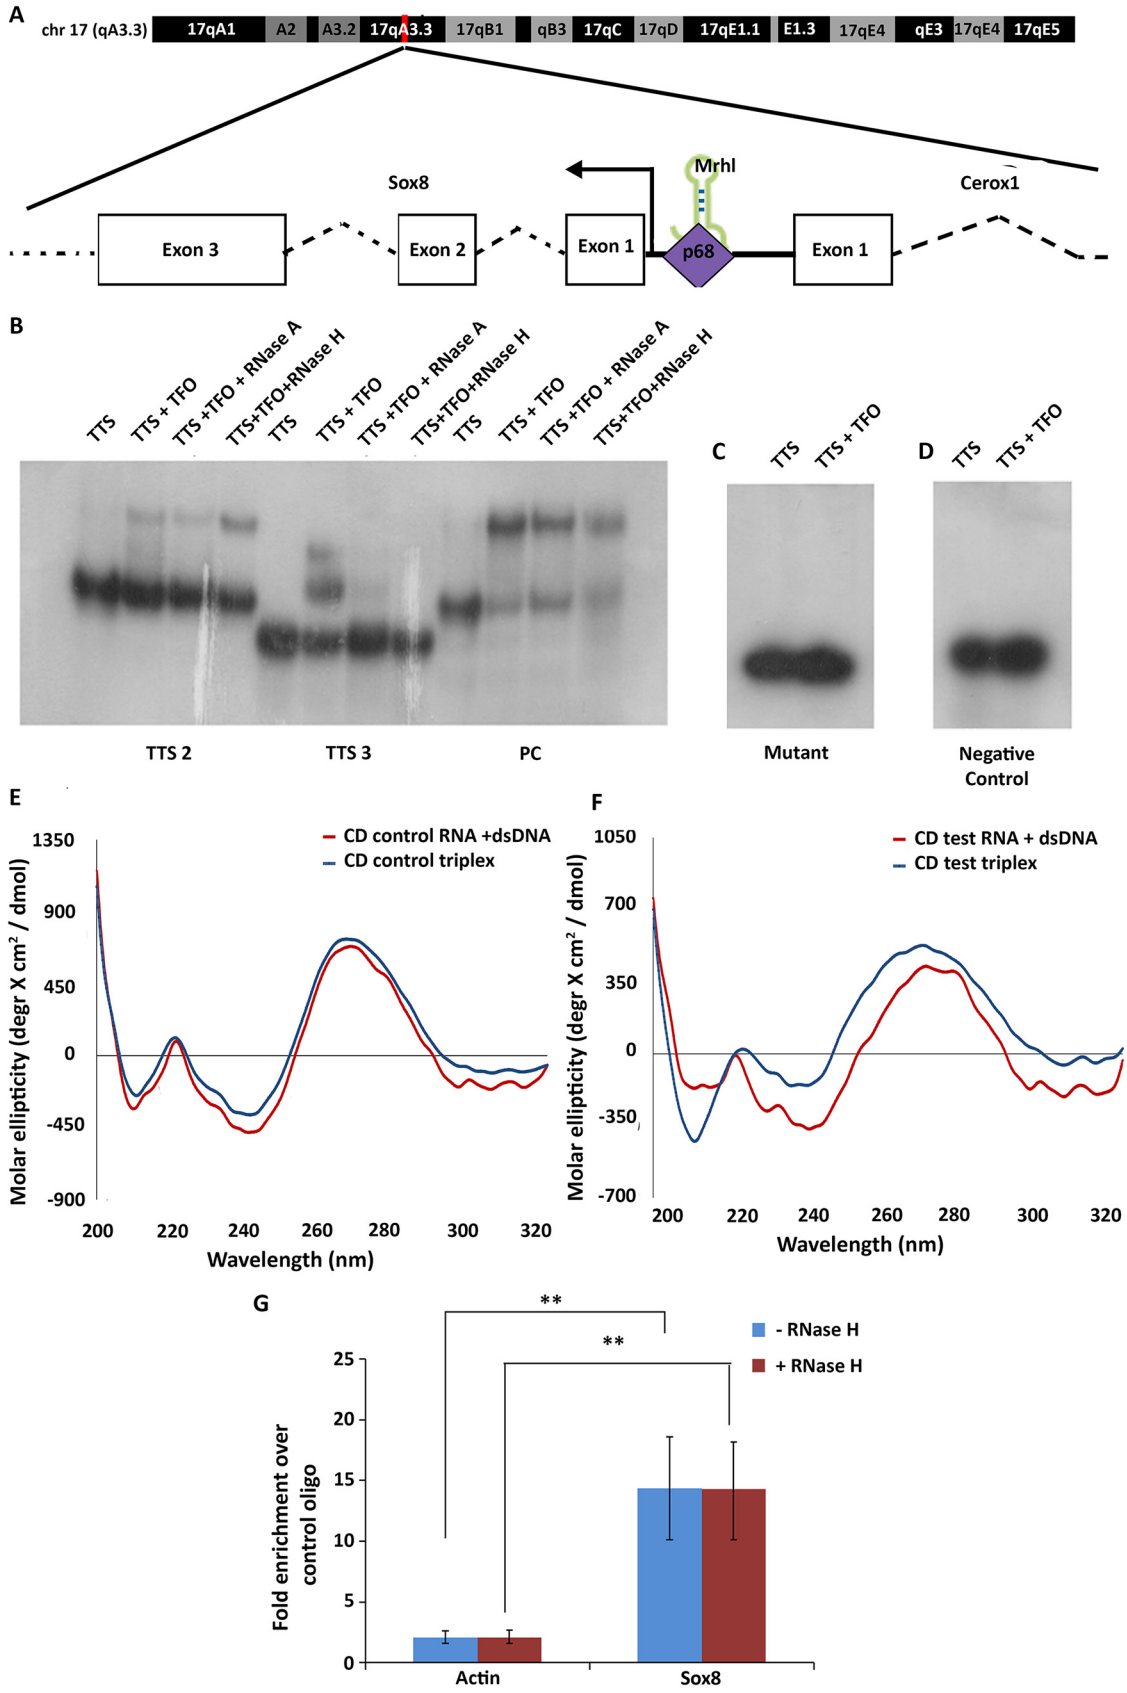 A
chr 17 (qA3.3) 17qA1 A2 A3.2 17qA3.3 17qB1 qB3 17qC 17qD 17qE1.1 E1.3 17qE4 qE3 17qE4 17qE5
Mrhl
Sox8 Cerox1
Exon 3 Exon 2 Exon 1 p68 Exon 1
B
TTS TTS + TFO TTS +TFO + RNase A TTS+TFO+RNase H TTS TTS + TFO TTS +TFO + RNase A TTS+TFO+RNase H TTS TTS + TFO TTS +TFO + RNase A TTS+TFO+RNase H
C TTS TTS + TFO
D TTS TTS + TFO
TTS 2 TTS 3 PC Mutant Negative
Control
E
CD control RNA +dsDNA
CD control triplex
Molar ellipticity (degr X cm² / dmol)
1350
900
450
0
-450
-900
200 220 240 260 280 300 320
Wavelength (nm)
F
CD test RNA + dsDNA
CD test triplex
Molar ellipticity (degr X cm² / dmol)
1050
700
350
0
-350
-700
200 220 240 260 280 300 320
Wavelength (nm)
G
**
**
- RNase H
+ RNase H
Fold enrichment over
control oligo
25
20
15
10
5
0
Actin Sox8